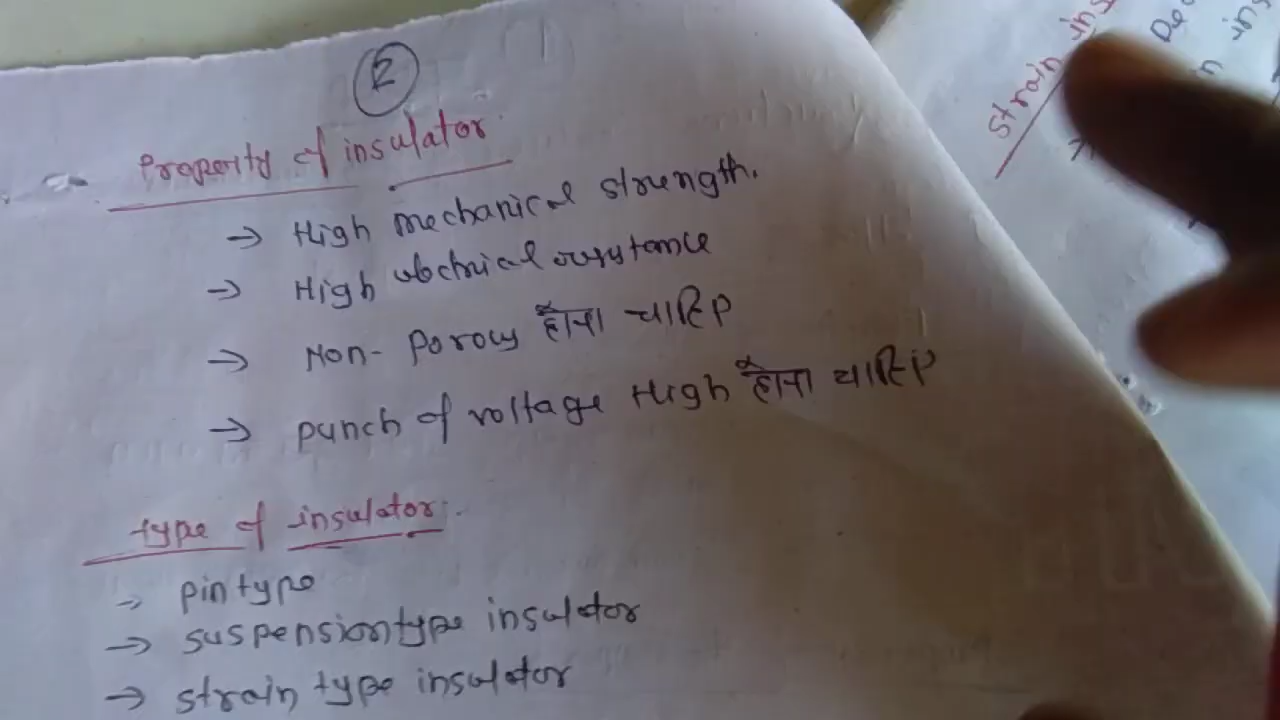 2
Property of insulator
→ High mechanical strength.
→ High electrical resistance
→ Non-Porous होना चाहिए
→ punch of voltage High होना चाहिए
type of insulator
→ pin type
→ suspension type insulator
→ strain type insulator
strain ins